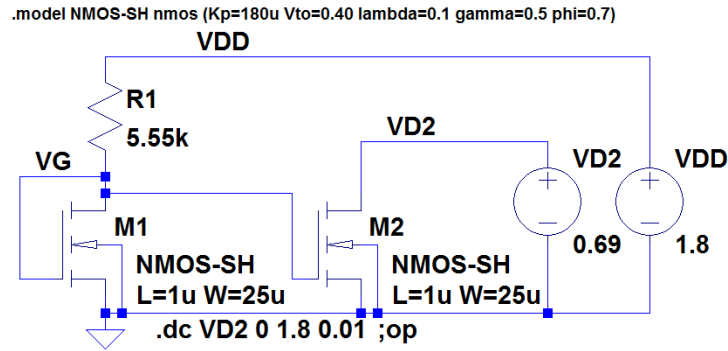 .model NMOS-SH nmos (Kp=180u Vto=0.40 lambda=0.1 gamma=0.5 phi=0.7)
VDD
R1
5.55k
VG
VD2
VD2
VDD
M1
M2
0.69
1.8
NMOS-SH
L=1u W=25u
NMOS-SH
L=1u W=25u
.dc VD2 0 1.8 0.01 ;op